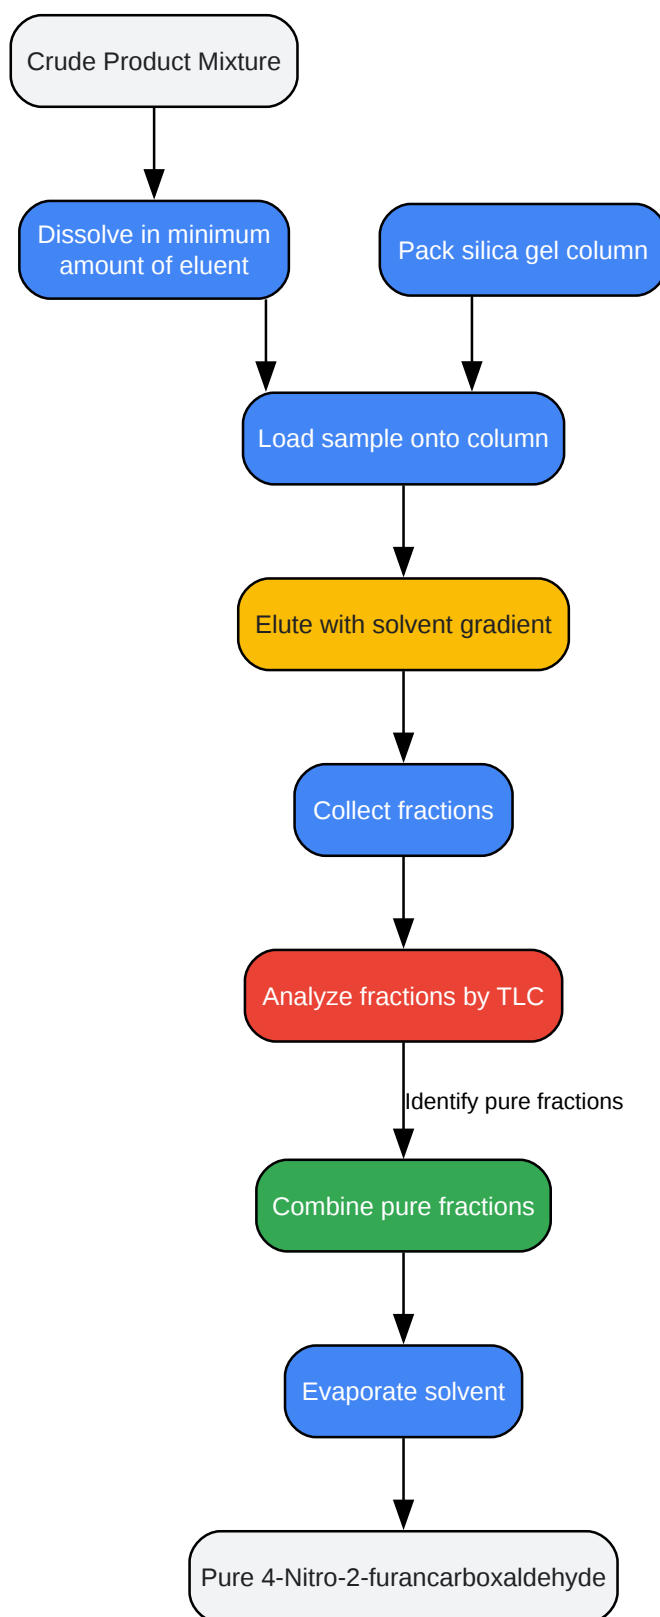 Crude Product Mixture
Dissolve in minimum
amount of eluent
Pack silica gel column
Load sample onto column
Elute with solvent gradient
Collect fractions
Analyze fractions by TLC
Identify pure fractions
Combine pure fractions
Evaporate solvent
Pure 4-Nitro-2-furancarboxaldehyde